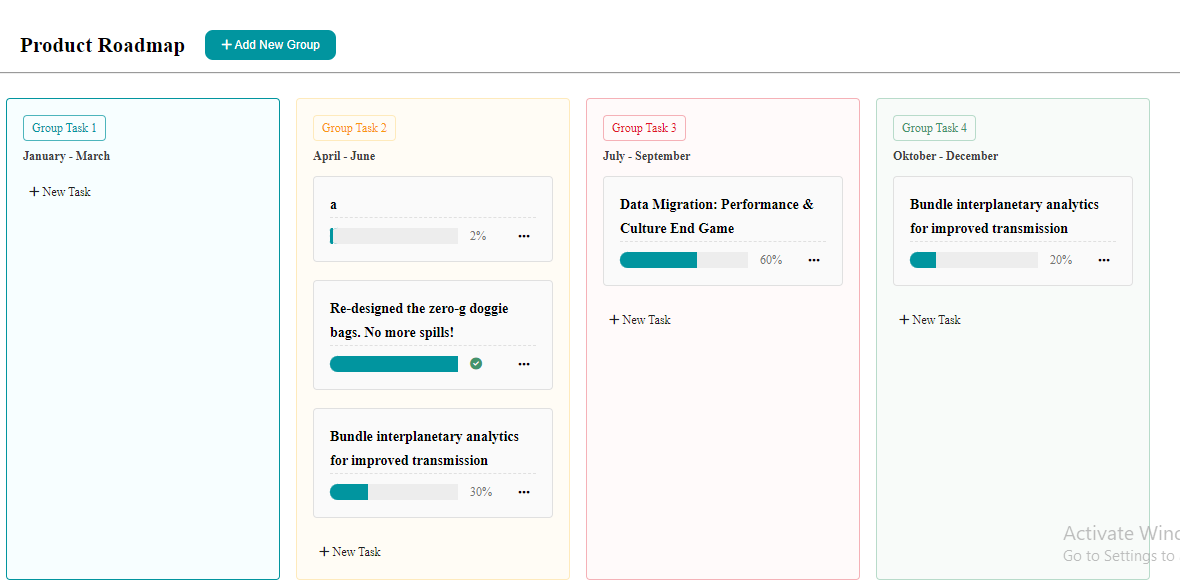 Product Roadmap
+ Add New Group
Group Task 1
January - March
+ New Task
Group Task 2
April - June
a
2%
Re-designed the zero-g doggie
bags. No more spills!
Bundle interplanetary analytics
for improved transmission
30%
+ New Task
Group Task 3
July - September
Data Migration: Performance &
Culture End Game
60%
+ New Task
Group Task 4
Oktober - December
Bundle interplanetary analytics
for improved transmission
20%
+ New Task
Activate Wind
Go to Settings to